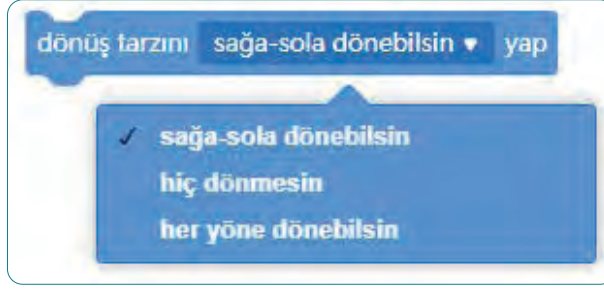 dönüş tarzını sağa-sola dönebilsin ▾ yap
✓ sağa-sola dönebilsin
hiç dönmesin
her yöne dönebilsin